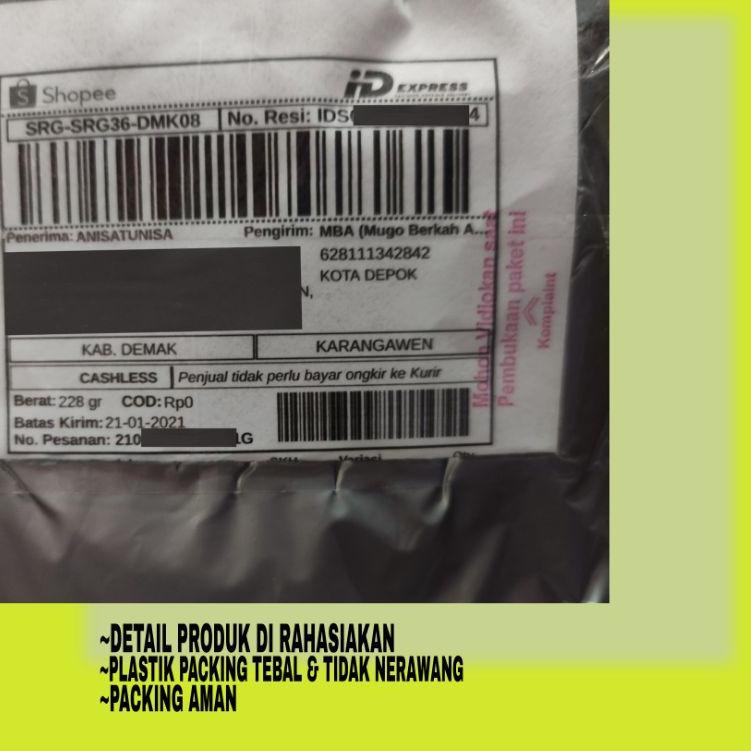 Shopee
iD EXPRESS
SRG-SRG36-DMK08
No. Resi: IDS 4
Penerima: ANISATUNISA
Pengirim: MBA (Mugo Berkah A...
628111342842
KOTA DEPOK
N,
KAB. DEMAK
KARANGAWEN
CASHLESS
Penjual tidak perlu bayar ongkir ke Kurir
Berat: 228 gr COD: Rp0
Batas Kirim: 21-01-2021
No. Pesanan: 210 1G
SKU Variasi Qty
Mohon Vidiokan saat
Pembukaan paket ini
Komplaint
~DETAIL PRODUK DI RAHASIAKAN
~PLASTIK PACKING TEBAL & TIDAK NERAWANG
~PACKING AMAN